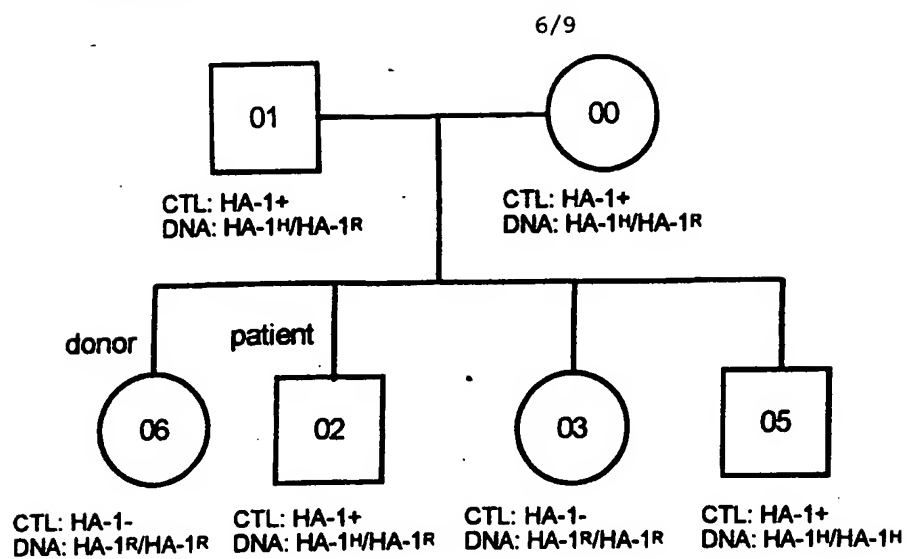 6/9
01
00
CTL: HA-1+
DNA: HA-1H/HA-1R
CTL: HA-1+
DNA: HA-1H/HA-1R
donor
patient
06
02
03
05
CTL: HA-1-
DNA: HA-1R/HA-1R
CTL: HA-1+
DNA: HA-1H/HA-1R
CTL: HA-1-
DNA: HA-1R/HA-1R
CTL: HA-1+
DNA: HA-1H/HA-1H